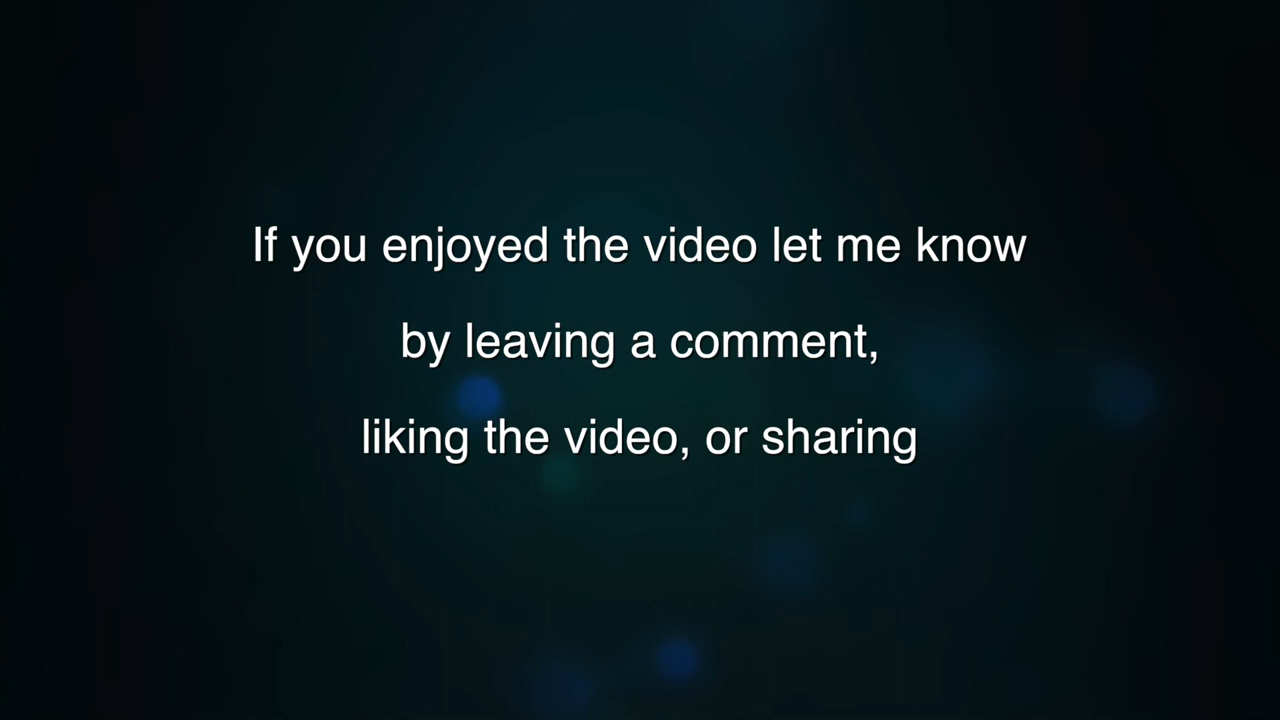 If you enjoyed the video let me know
by leaving a comment,
liking the video, or sharing